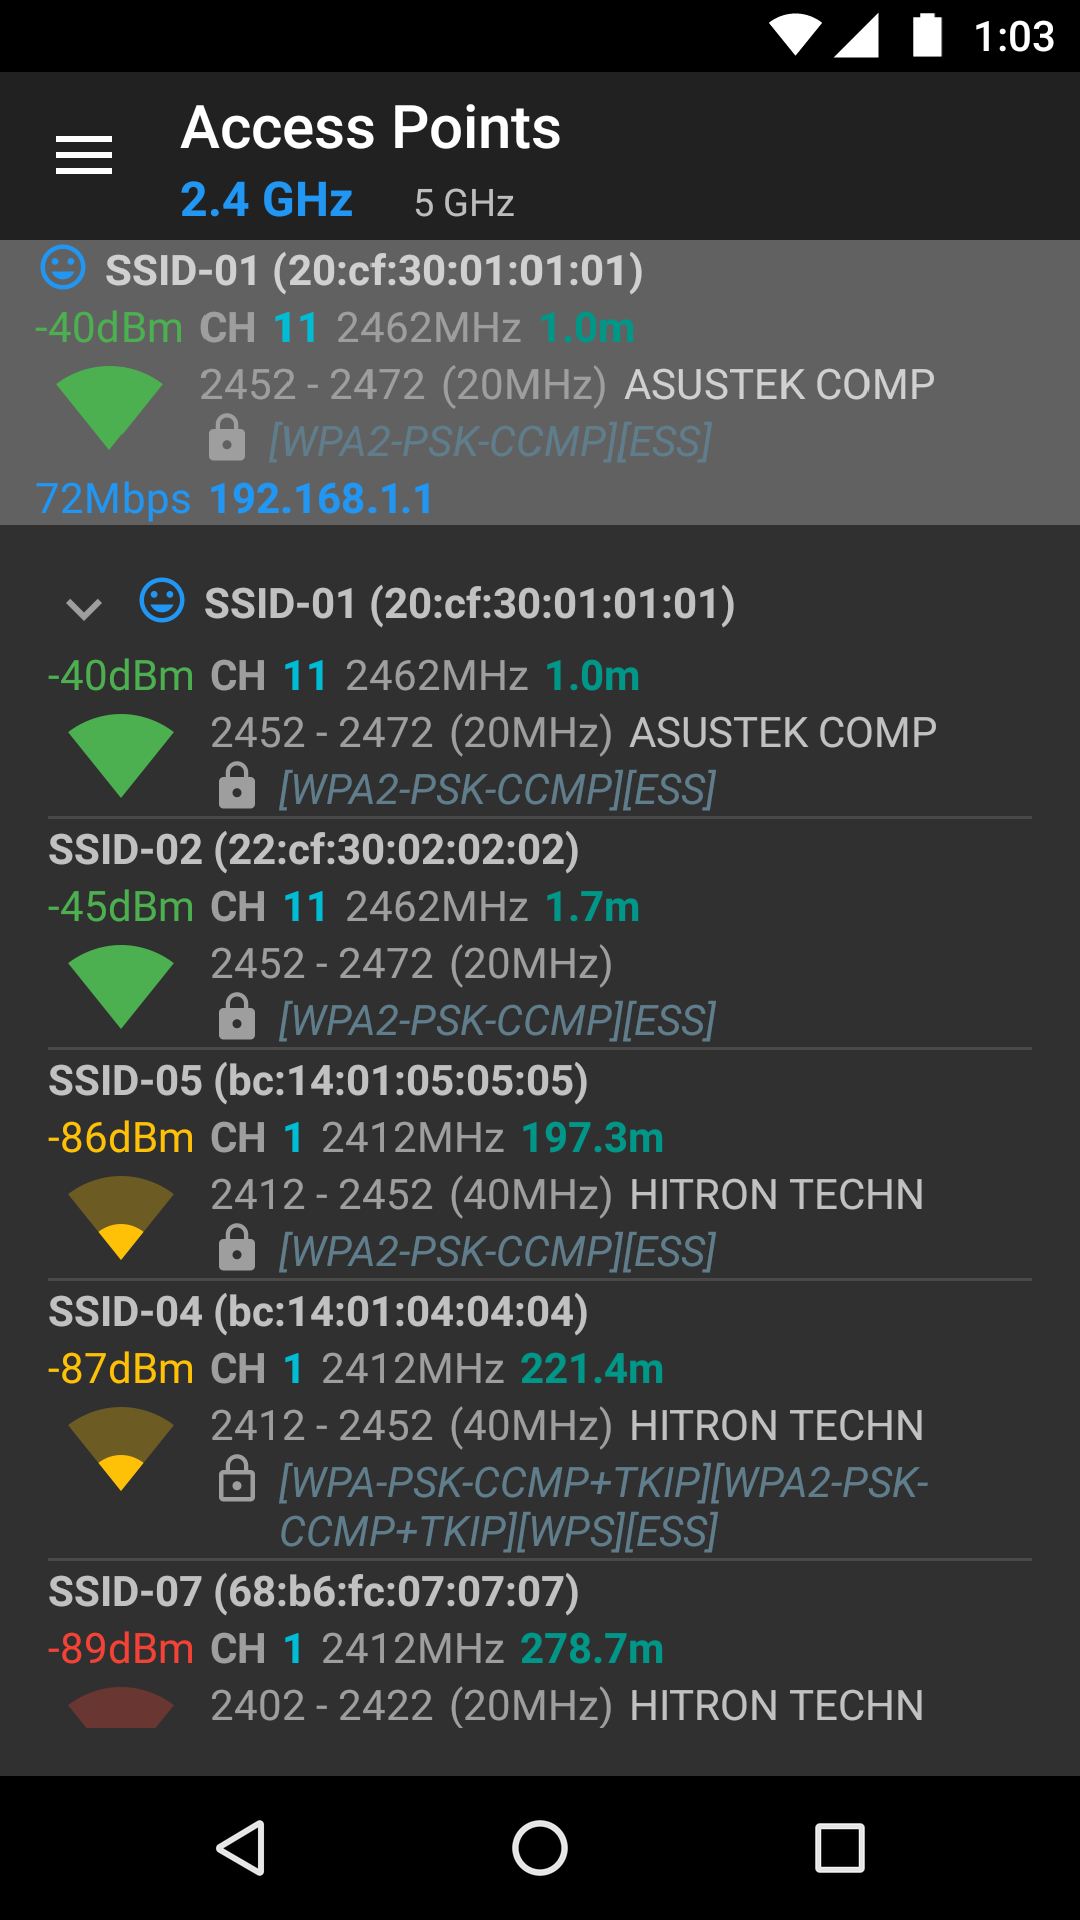 1:03
Access Points
2.4 GHz 5 GHz
SSID-01 (20:cf:30:01:01:01)
-40dBm CH 11 2462MHz 1.0m
2452 - 2472 (20MHz) ASUSTEK COMP
[WPA2-PSK-CCMP][ESS]
72Mbps 192.168.1.1
SSID-01 (20:cf:30:01:01:01)
-40dBm CH 11 2462MHz 1.0m
2452 - 2472 (20MHz) ASUSTEK COMP
[WPA2-PSK-CCMP][ESS]
SSID-02 (22:cf:30:02:02:02)
-45dBm CH 11 2462MHz 1.7m
2452 - 2472 (20MHz)
[WPA2-PSK-CCMP][ESS]
SSID-05 (bc:14:01:05:05:05)
-86dBm CH 1 2412MHz 197.3m
2412 - 2452 (40MHz) HITRON TECHN
[WPA2-PSK-CCMP][ESS]
SSID-04 (bc:14:01:04:04:04)
-87dBm CH 1 2412MHz 221.4m
2412 - 2452 (40MHz) HITRON TECHN
[WPA-PSK-CCMP+TKIP][WPA2-PSK-
CCMP+TKIP][WPS][ESS]
SSID-07 (68:b6:fc:07:07:07)
-89dBm CH 1 2412MHz 278.7m
2402 - 2422 (20MHz) HITRON TECHN